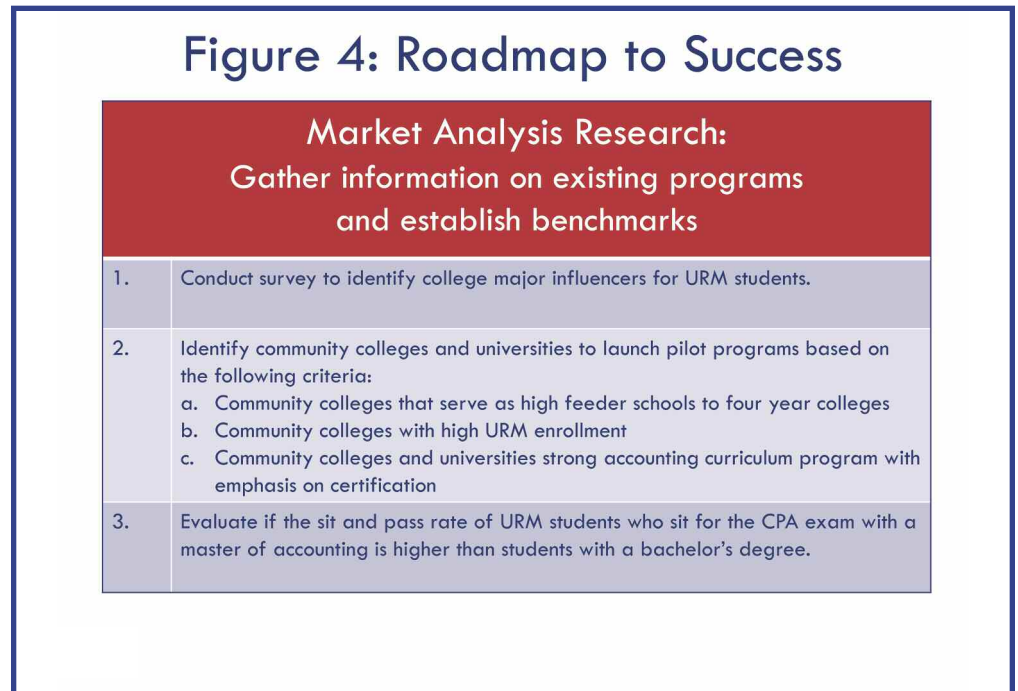 Figure 4: Roadmap to Success
Market Analysis Research:
Gather information on existing programs
and establish benchmarks
1. Conduct survey to identify college major influencers for URM students.
2. Identify community colleges and universities to launch pilot programs based on
the following criteria:
a. Community colleges that serve as high feeder schools to four year colleges
b. Community colleges with high URM enrollment
c. Community colleges and universities strong accounting curriculum program with
emphasis on certification
3. Evaluate if the sit and pass rate of URM students who sit for the CPA exam with a
master of accounting is higher than students with a bachelor’s degree.